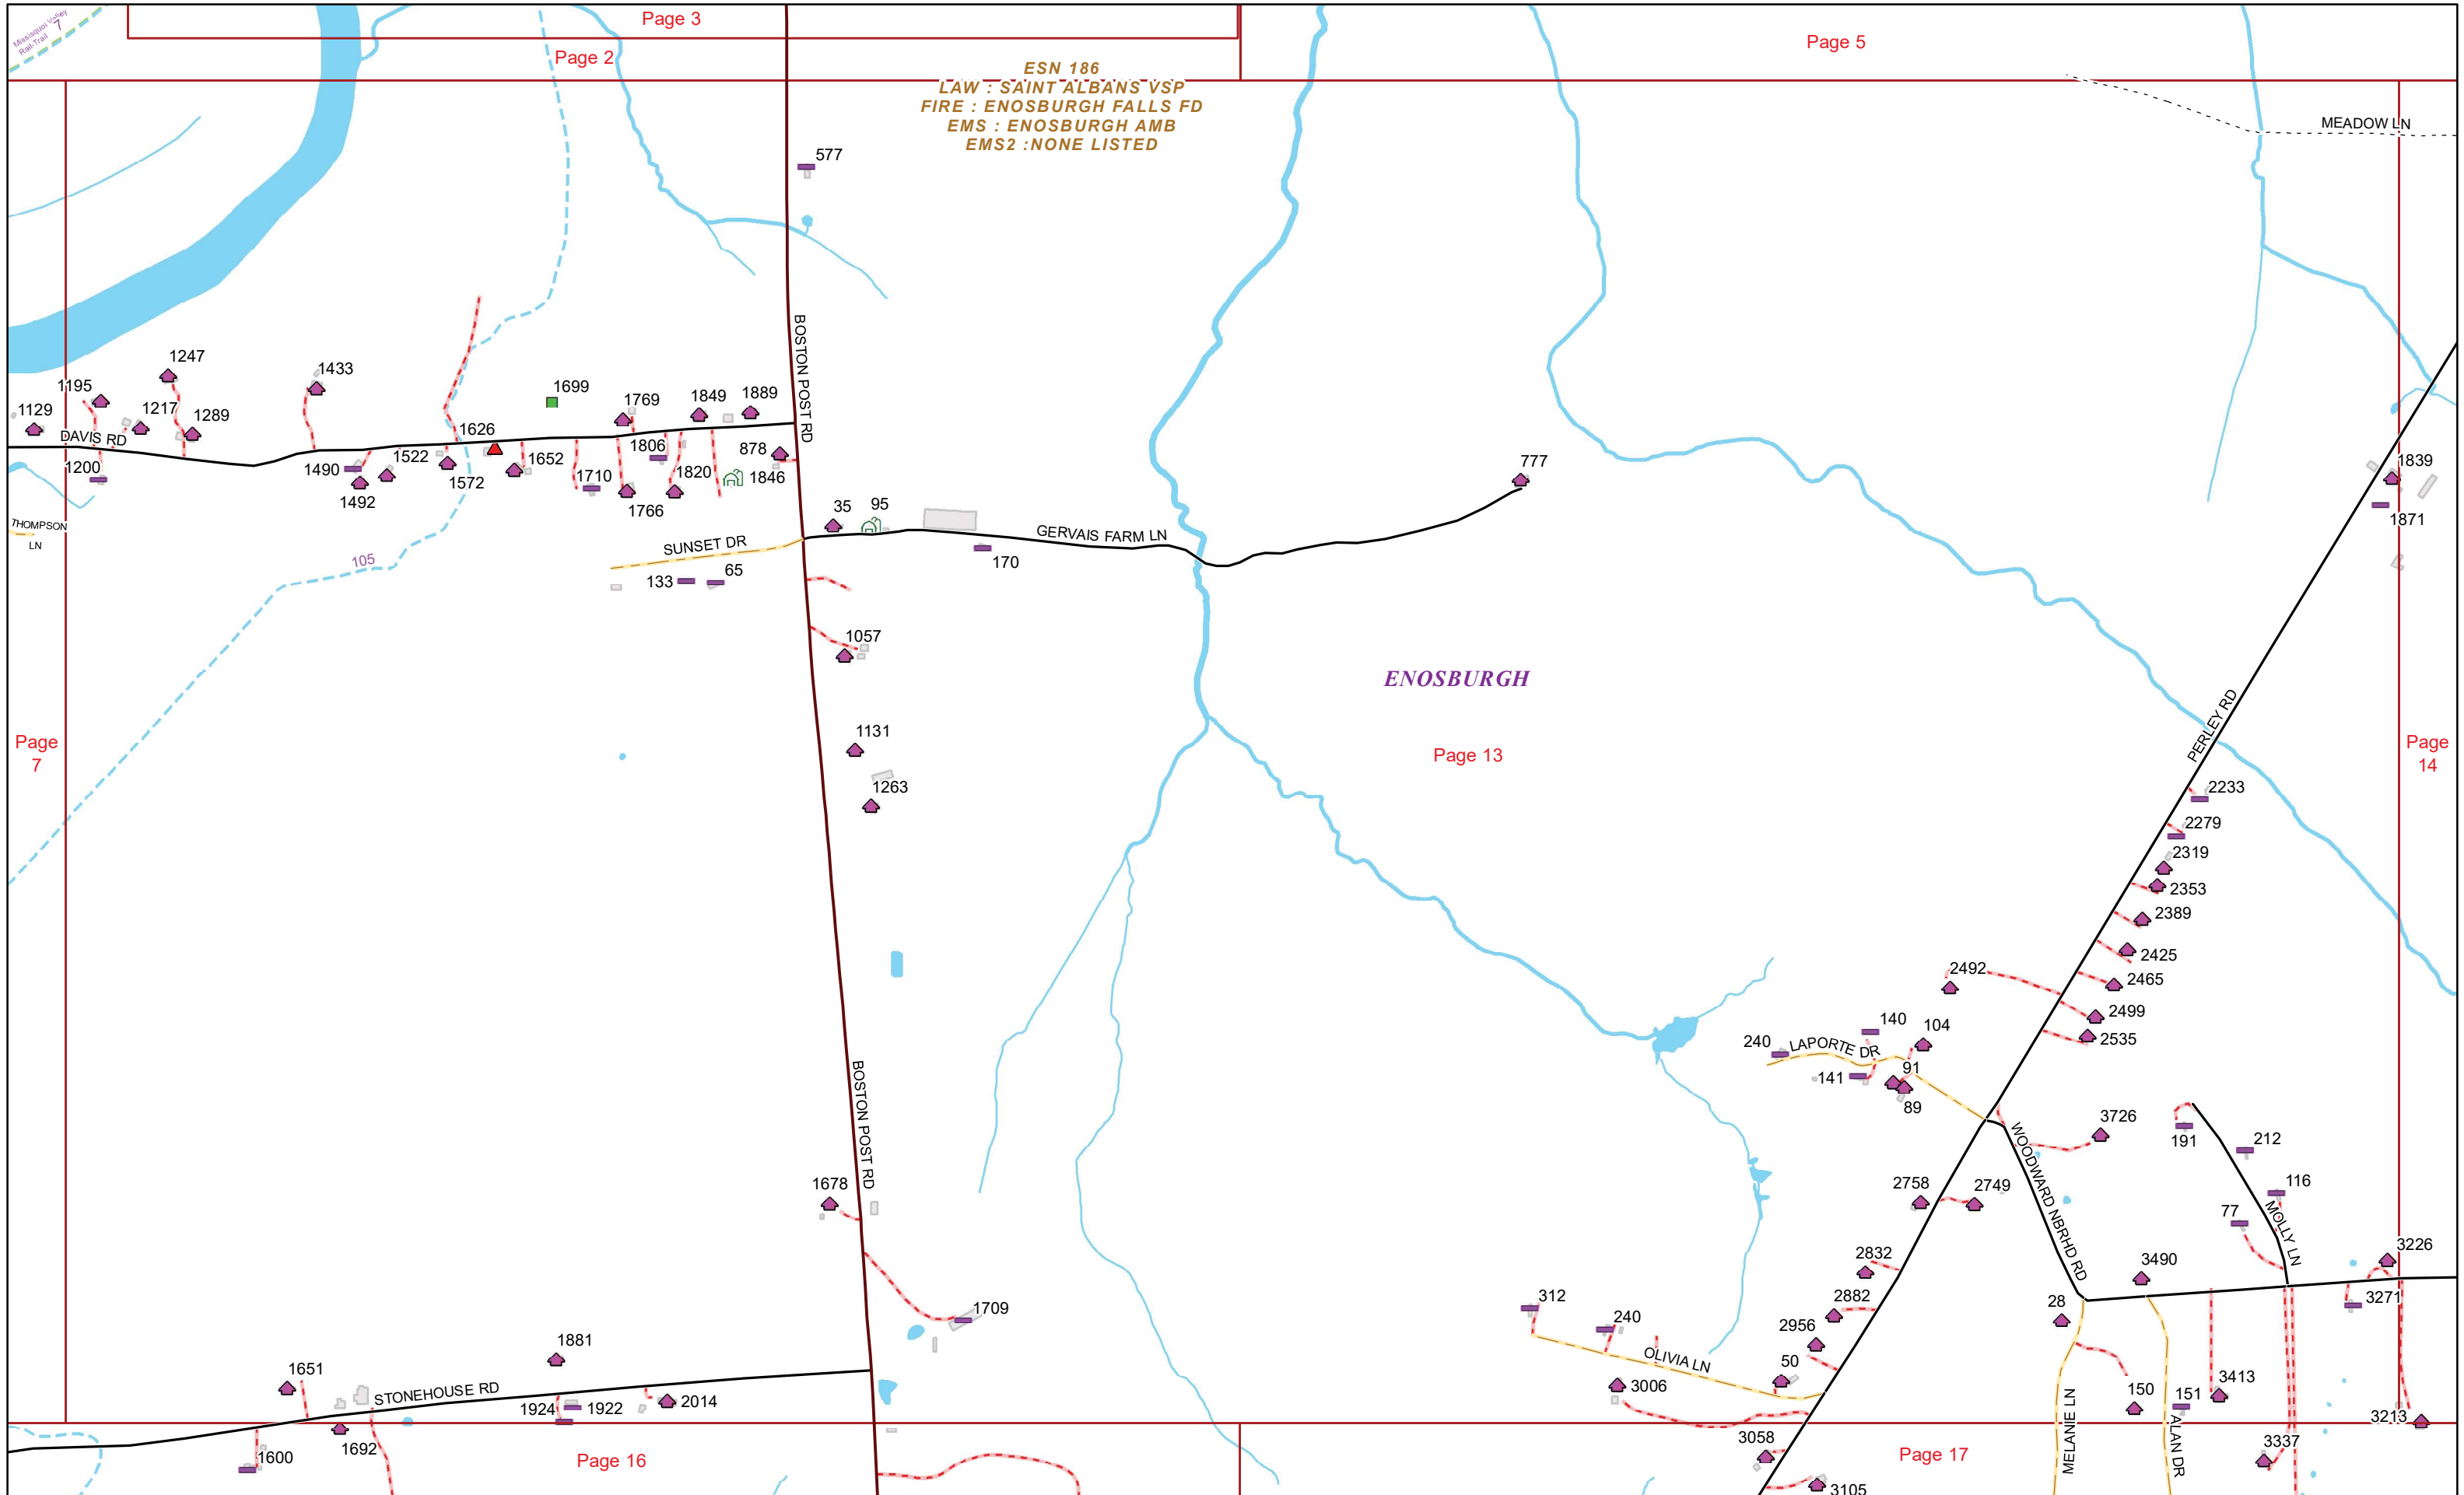 Missisquoi Valley
Rail-Trail
7
Page 3
Page 2
Page 5
ESN 186
LAW : SAINT ALBANS VSP
FIRE : ENOSBURGH FALLS FD
EMS : ENOSBURGH AMB
EMS2 :NONE LISTED
MEADOW LN
577
BOSTON POST RD
1247
1433
1195
1699
1769
1849
1889
1129
1217
1289
DAVIS RD
1626
1806
878
1200
1490
1522
1652
1710
1820
1846
1492
1572
1766
777
1839
1871
35
95
THOMPSON
LN
SUNSET DR
GERVAIS FARM LN
170
105
133
65
1057
ENOSBURGH
PERLEY RD
1131
Page
7
Page 13
Page
14
1263
2233
2279
2319
2353
2389
2425
2492
2465
2499
2535
140
104
240
LAPORTE DR
141
91
89
BOSTON POST RD
WOODWARD NBRHD RD
3726
191
212
1678
2758
2749
116
77
MOLLY LN
2832
3490
3226
312
2882
28
3271
1709
240
2956
1881
OLIVIA LN
50
1651
3006
STONEHOUSE RD
1924
1922
2014
150
151
3413
MELANIE LN
ALAN DR
3213
1692
3058
3337
1600
Page 16
Page 17
3105